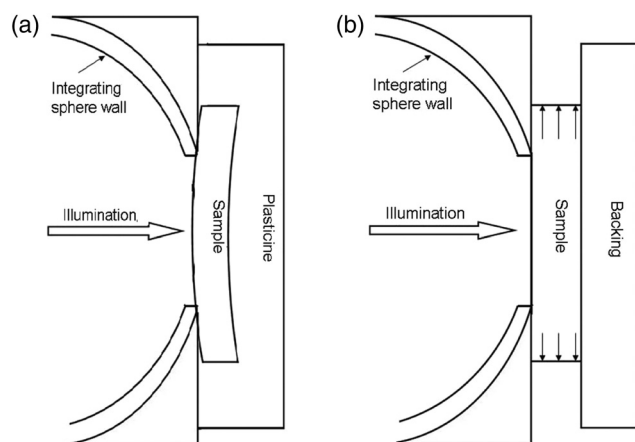 (a)
Integrating
sphere wall
Illumination
Sample
Plasticine
(b)
Integrating
sphere wall
Illumination
Sample
Backing